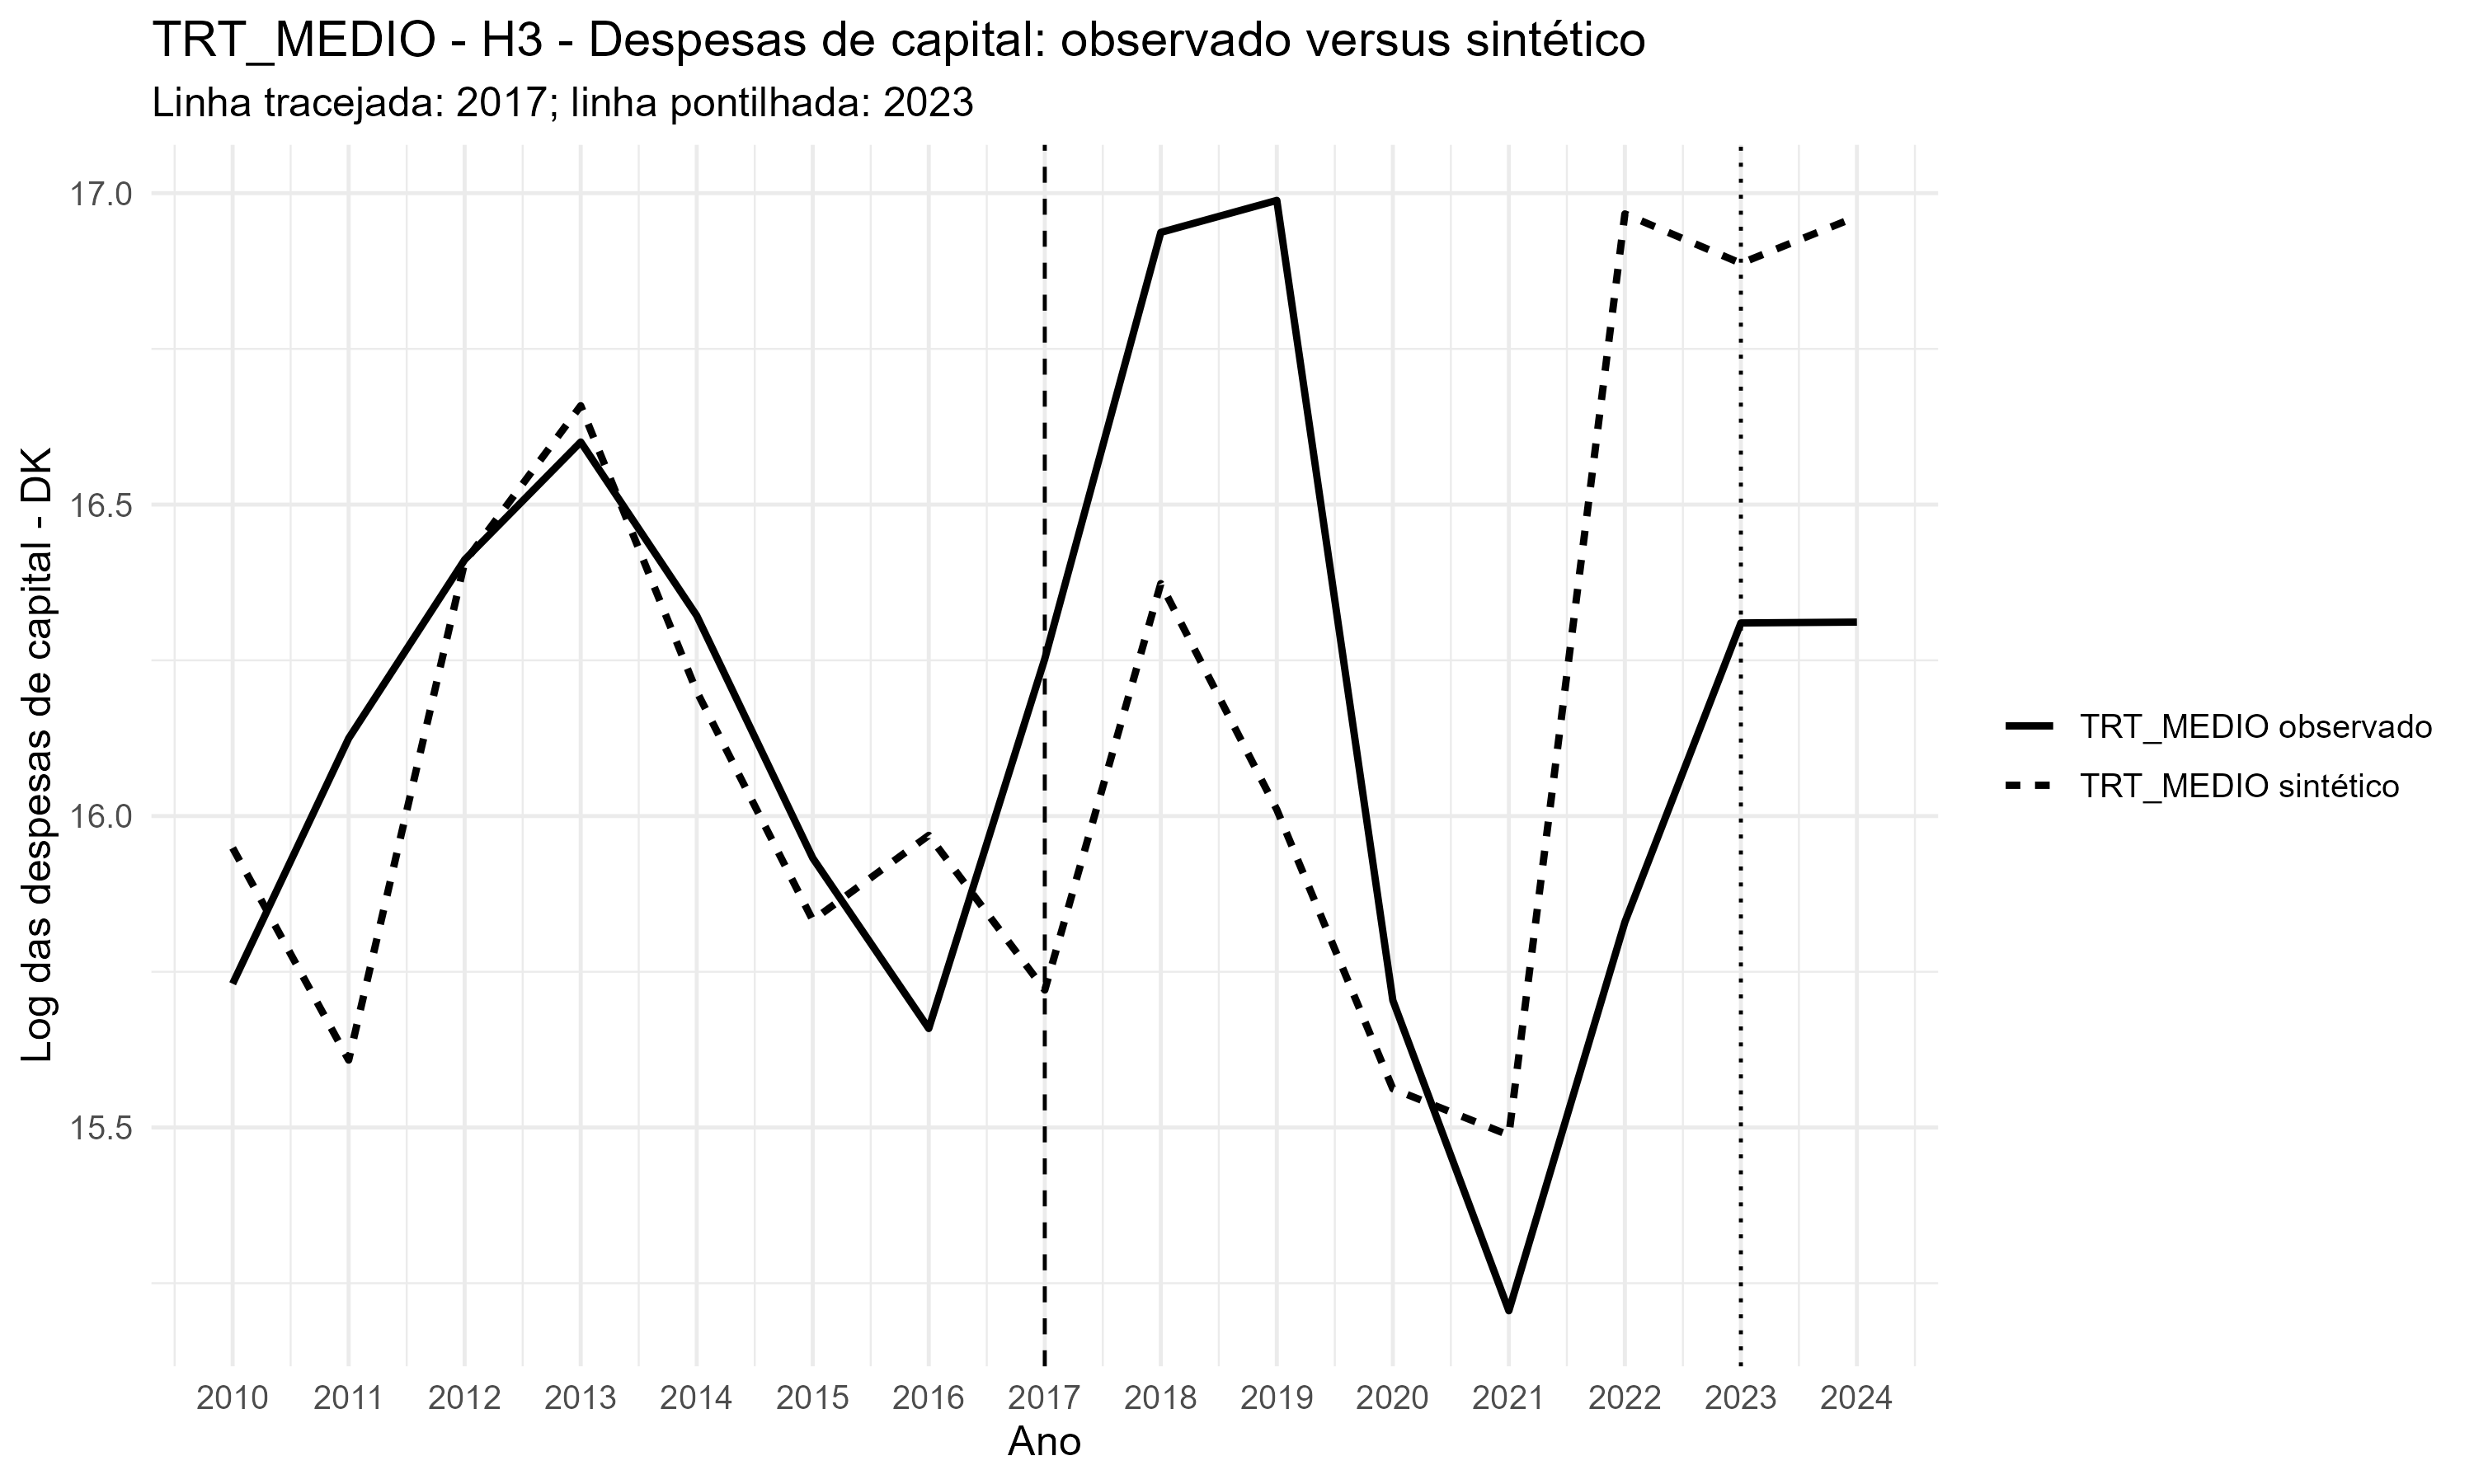 TRT_MEDIO - H3 - Despesas de capital: observado versus sintético
Linha tracejada: 2017; linha pontilhada: 2023
Log das despesas de capital - DK
17.0
16.5
16.0
15.5
2010 2011 2012 2013 2014 2015 2016 2017 2018 2019 2020 2021 2022 2023 2024
Ano
TRT_MEDIO observado
TRT_MEDIO sintético